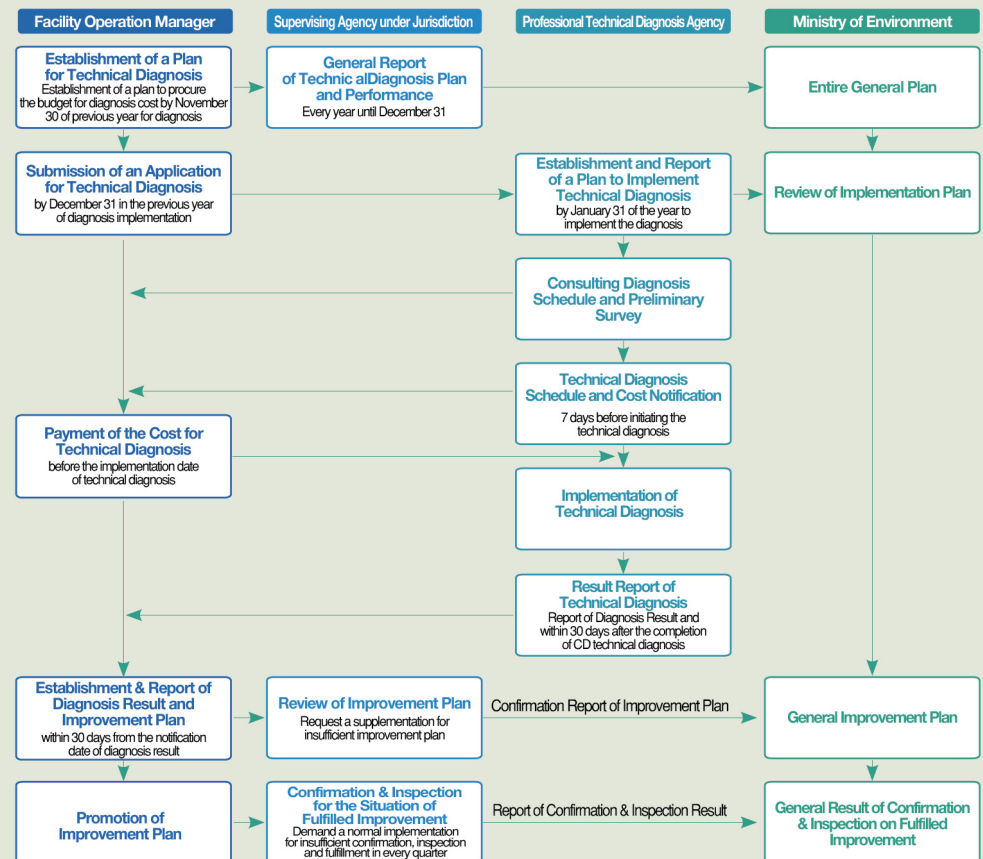 Facility Operation Manager
Supervising Agency under Jurisdiction
Professional Technical Diagnosis Agency
Ministry of Environment
Establishment of a Plan
for Technical Diagnosis
Establishment of a plan to procure
the budget for diagnosis cost by November
30 of previous year for diagnosis
General Report
of Technic alDiagnosis Plan
and Performance
Every year until December 31
Entire General Plan
Submission of an Application
for Technical Diagnosis
by December 31 in the previous year
of diagnosis implementation
Establishment and Report
of a Plan to Implement
Technical Diagnosis
by January 31 of the year to
implement the diagnosis
Review of Implementation Plan
Consulting Diagnosis
Schedule and Preliminary
Survey
Technical Diagnosis
Schedule and Cost Notification
7 days before initiating the
technical diagnosis
Payment of the Cost for
Technical Diagnosis
before the implementation date
of technical diagnosis
Implementation of
Technical Diagnosis
Result Report of
Technical Diagnosis
Report of Diagnosis Result and
within 30 days after the completion
of CD technical diagnosis
Establishment & Report of
Diagnosis Result and
Improvement Plan
within 30 days from the notification
date of diagnosis result
Review of Improvement Plan
Request a supplementation for
insufficient improvement plan
Confirmation Report of Improvement Plan
General Improvement Plan
Promotion of
Improvement Plan
Confirmation & Inspection
for the Situation of
Fulfilled Improvement
Demand a normal implementation
for insufficient confirmation, inspection
and fulfillment in every quarter
Report of Confirmation & Inspection Result
General Result of Confirmation
& Inspection on Fulfilled
Improvement